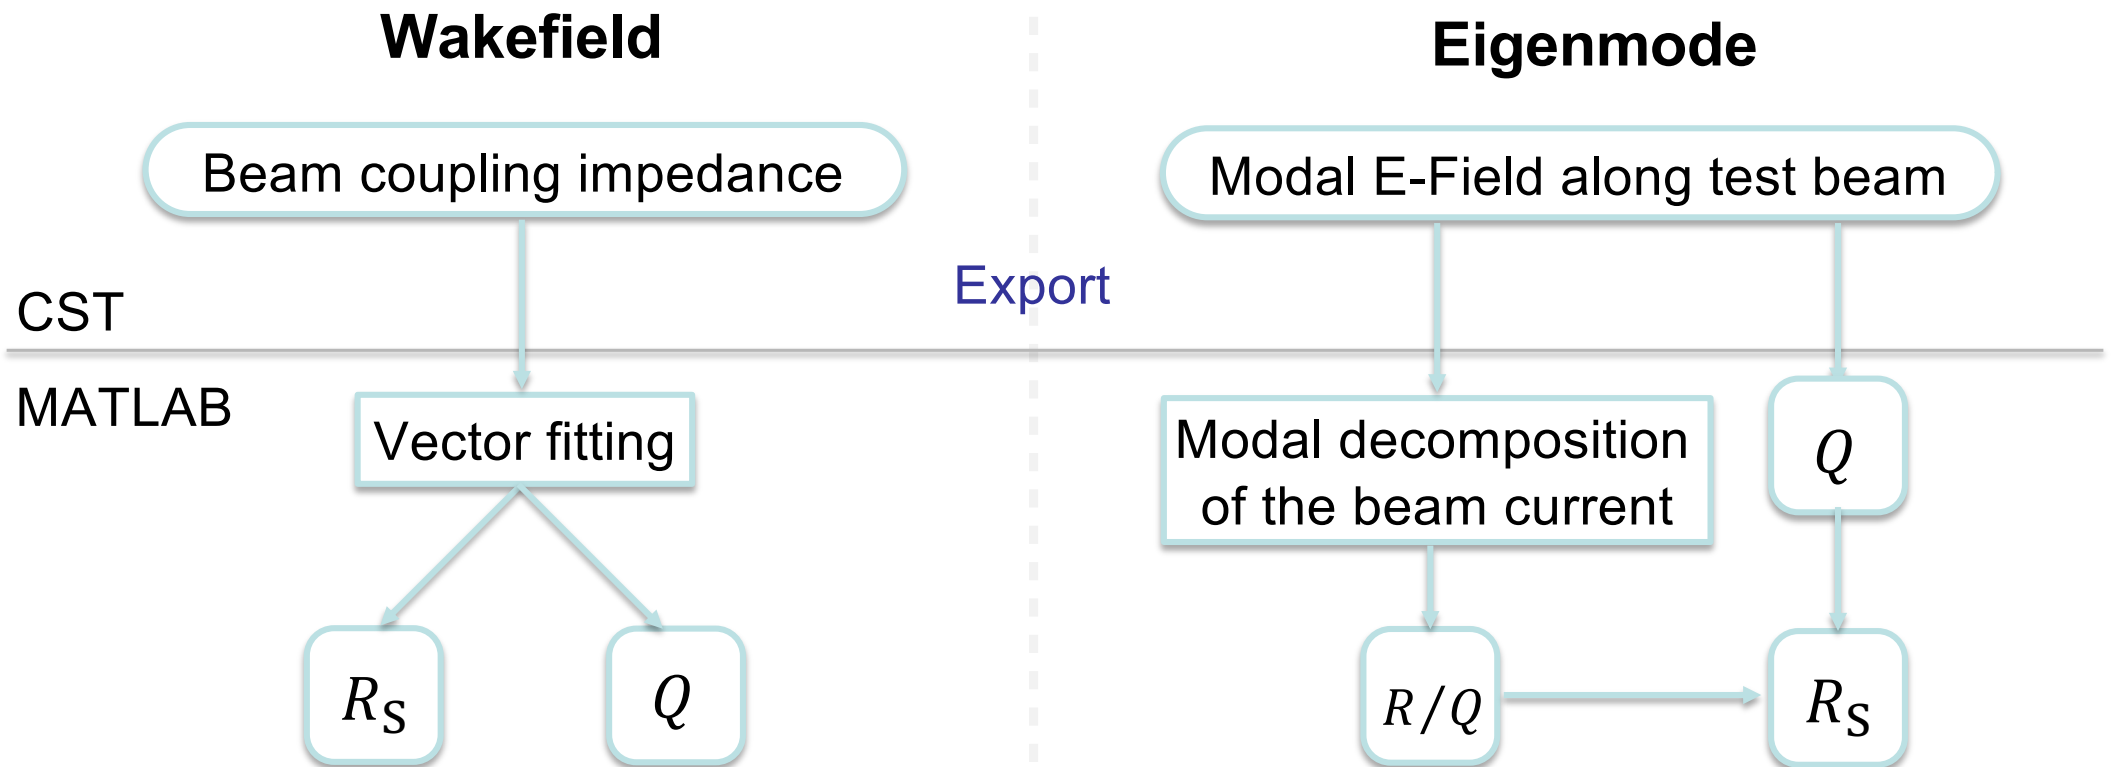 Wakefield
Eigenmode
Beam coupling impedance
Modal E-Field along test beam
Export
CST
MATLAB
Vector fitting
Modal decomposition
of the beam current
Q
R_S
Q
R/Q
R_S